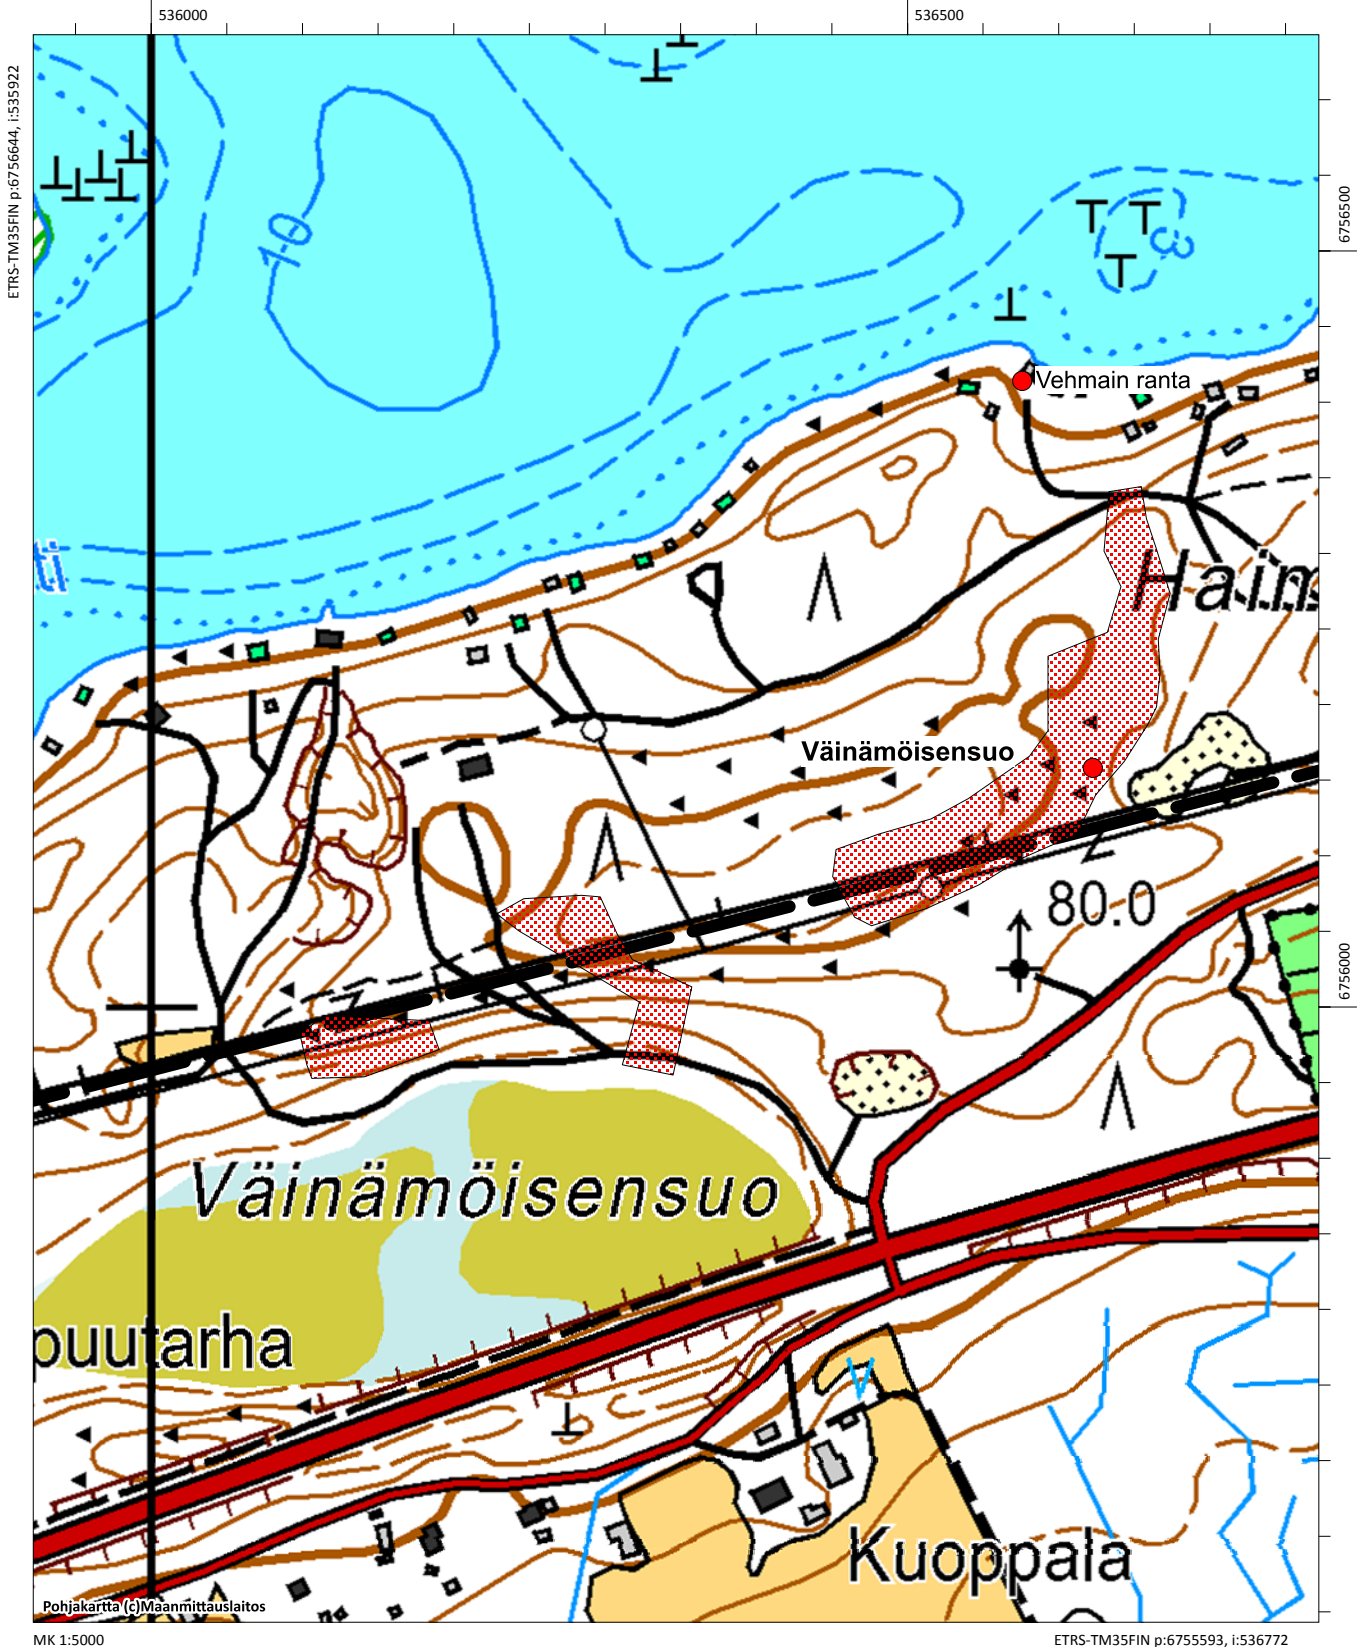 536000
536500
ETRS-TM35FIN p:6756644, i:535922
6756500
10
3
Vehmain ranta
ti
Haim
Väinämöisensuo
80.0
6756000
Väinämöisensuo
puutarha
Kuoppala
Pohjakartta (c)Maanmittauslaitos
MK 1:5000
ETRS-TM35FIN p:6755593, i:536772